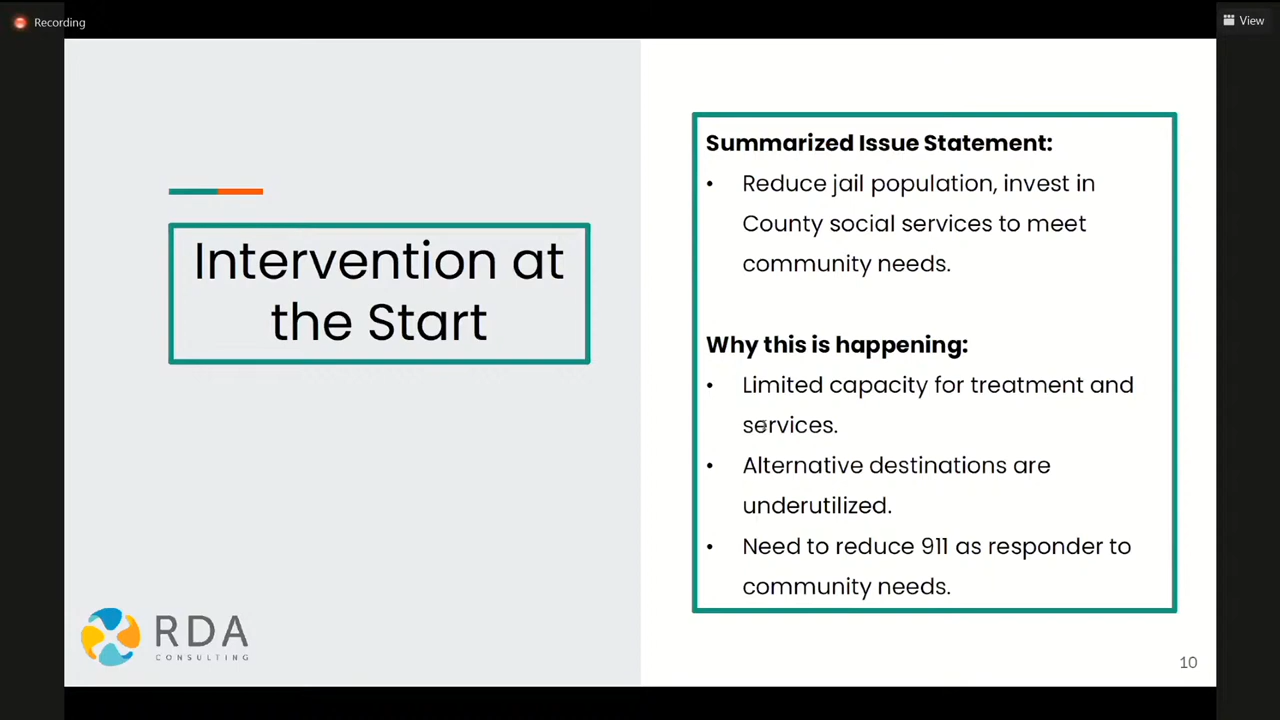 Recording
View
Intervention at
the Start
Summarized Issue Statement:
• Reduce jail population, invest in
County social services to meet
community needs.
Why this is happening:
• Limited capacity for treatment and
services.
• Alternative destinations are
underutilized.
• Need to reduce 911 as responder to
community needs.
RDA
CONSULTING
10